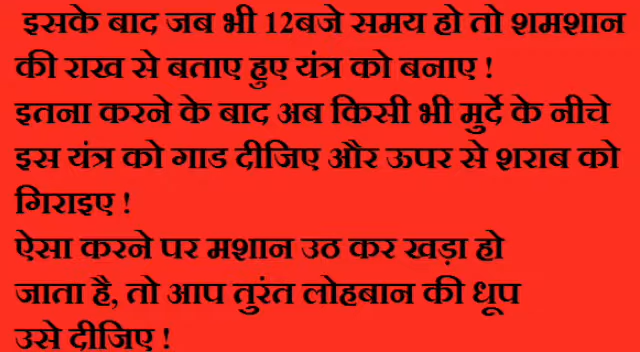 इसके बाद जब भी 12बजे समय हो तो शमशान
की राख से बताए हुए यंत्र को बनाए !
इतना करने के बाद अब किसी भी मुर्दे के नीचे
इस यंत्र को गाड दीजिए और ऊपर से शराब को
गिराइए !
ऐसा करने पर मशान उठ कर खड़ा हो
जाता है, तो आप तुरंत लोहबान की धूप
उसे दीजिए !